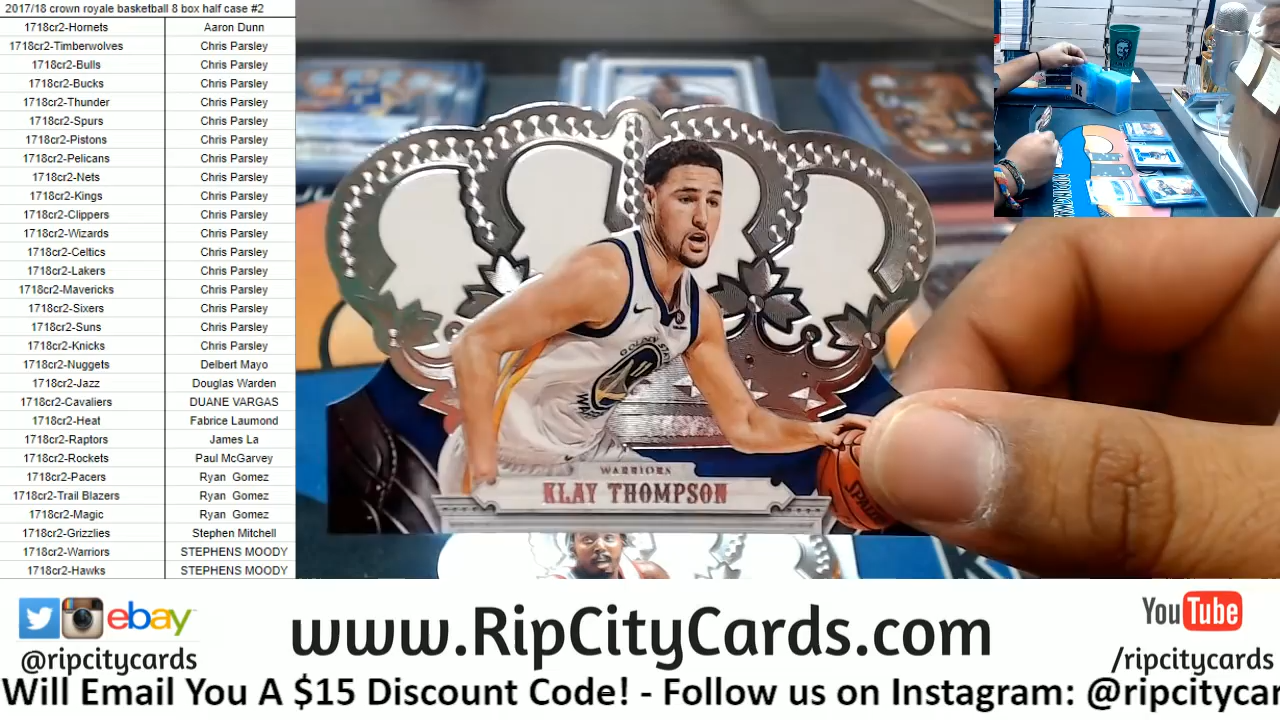 2017/18 crown royale basketball 8 box half case #2
1718cr2-Hornets Aaron Dunn
1718cr2-Timberwolves Chris Parsley
1718cr2-Bulls Chris Parsley
1718cr2-Bucks Chris Parsley
1718cr2-Thunder Chris Parsley
1718cr2-Spurs Chris Parsley
1718cr2-Pistons Chris Parsley
1718cr2-Pelicans Chris Parsley
1718cr2-Nets Chris Parsley
1718cr2-Kings Chris Parsley
1718cr2-Clippers Chris Parsley
1718cr2-Wizards Chris Parsley
1718cr2-Celtics Chris Parsley
1718cr2-Lakers Chris Parsley
1718cr2-Mavericks Chris Parsley
1718cr2-Sixers Chris Parsley
1718cr2-Suns Chris Parsley
1718cr2-Knicks Chris Parsley
1718cr2-Nuggets Delbert Mayo
1718cr2-Jazz Douglas Warden
1718cr2-Cavaliers DUANE VARGAS
1718cr2-Heat Fabrice Laumond
1718cr2-Raptors James La
1718cr2-Rockets Paul McGarvey
1718cr2-Pacers Ryan Gomez
1718cr2-Trail Blazers Ryan Gomez
1718cr2-Magic Ryan Gomez
1718cr2-Grizzlies Stephen Mitchell
1718cr2-Warriors STEPHENS MOODY
1718cr2-Hawks STEPHENS MOODY
WARRIORS
KLAY THOMPSON
ebay
@ripcitycards
www.RipCityCards.com
YouTube
/ripcitycards
Will Email You A $15 Discount Code! - Follow us on Instagram: @ripcitycar